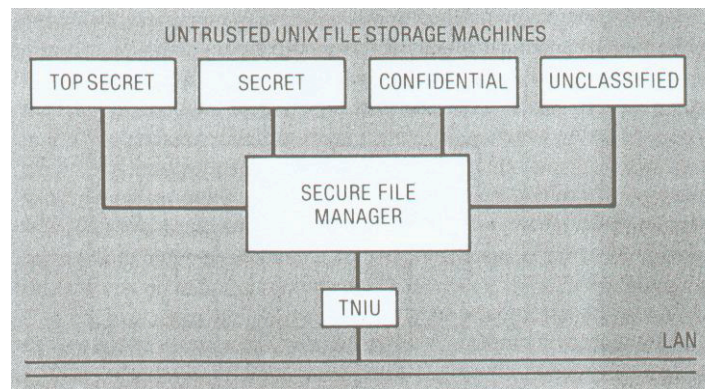 UNTRUSTED UNIX FILE STORAGE MACHINES
TOP SECRET
SECRET
CONFIDENTIAL
UNCLASSIFIED
SECURE FILE
MANAGER
TNIU
LAN